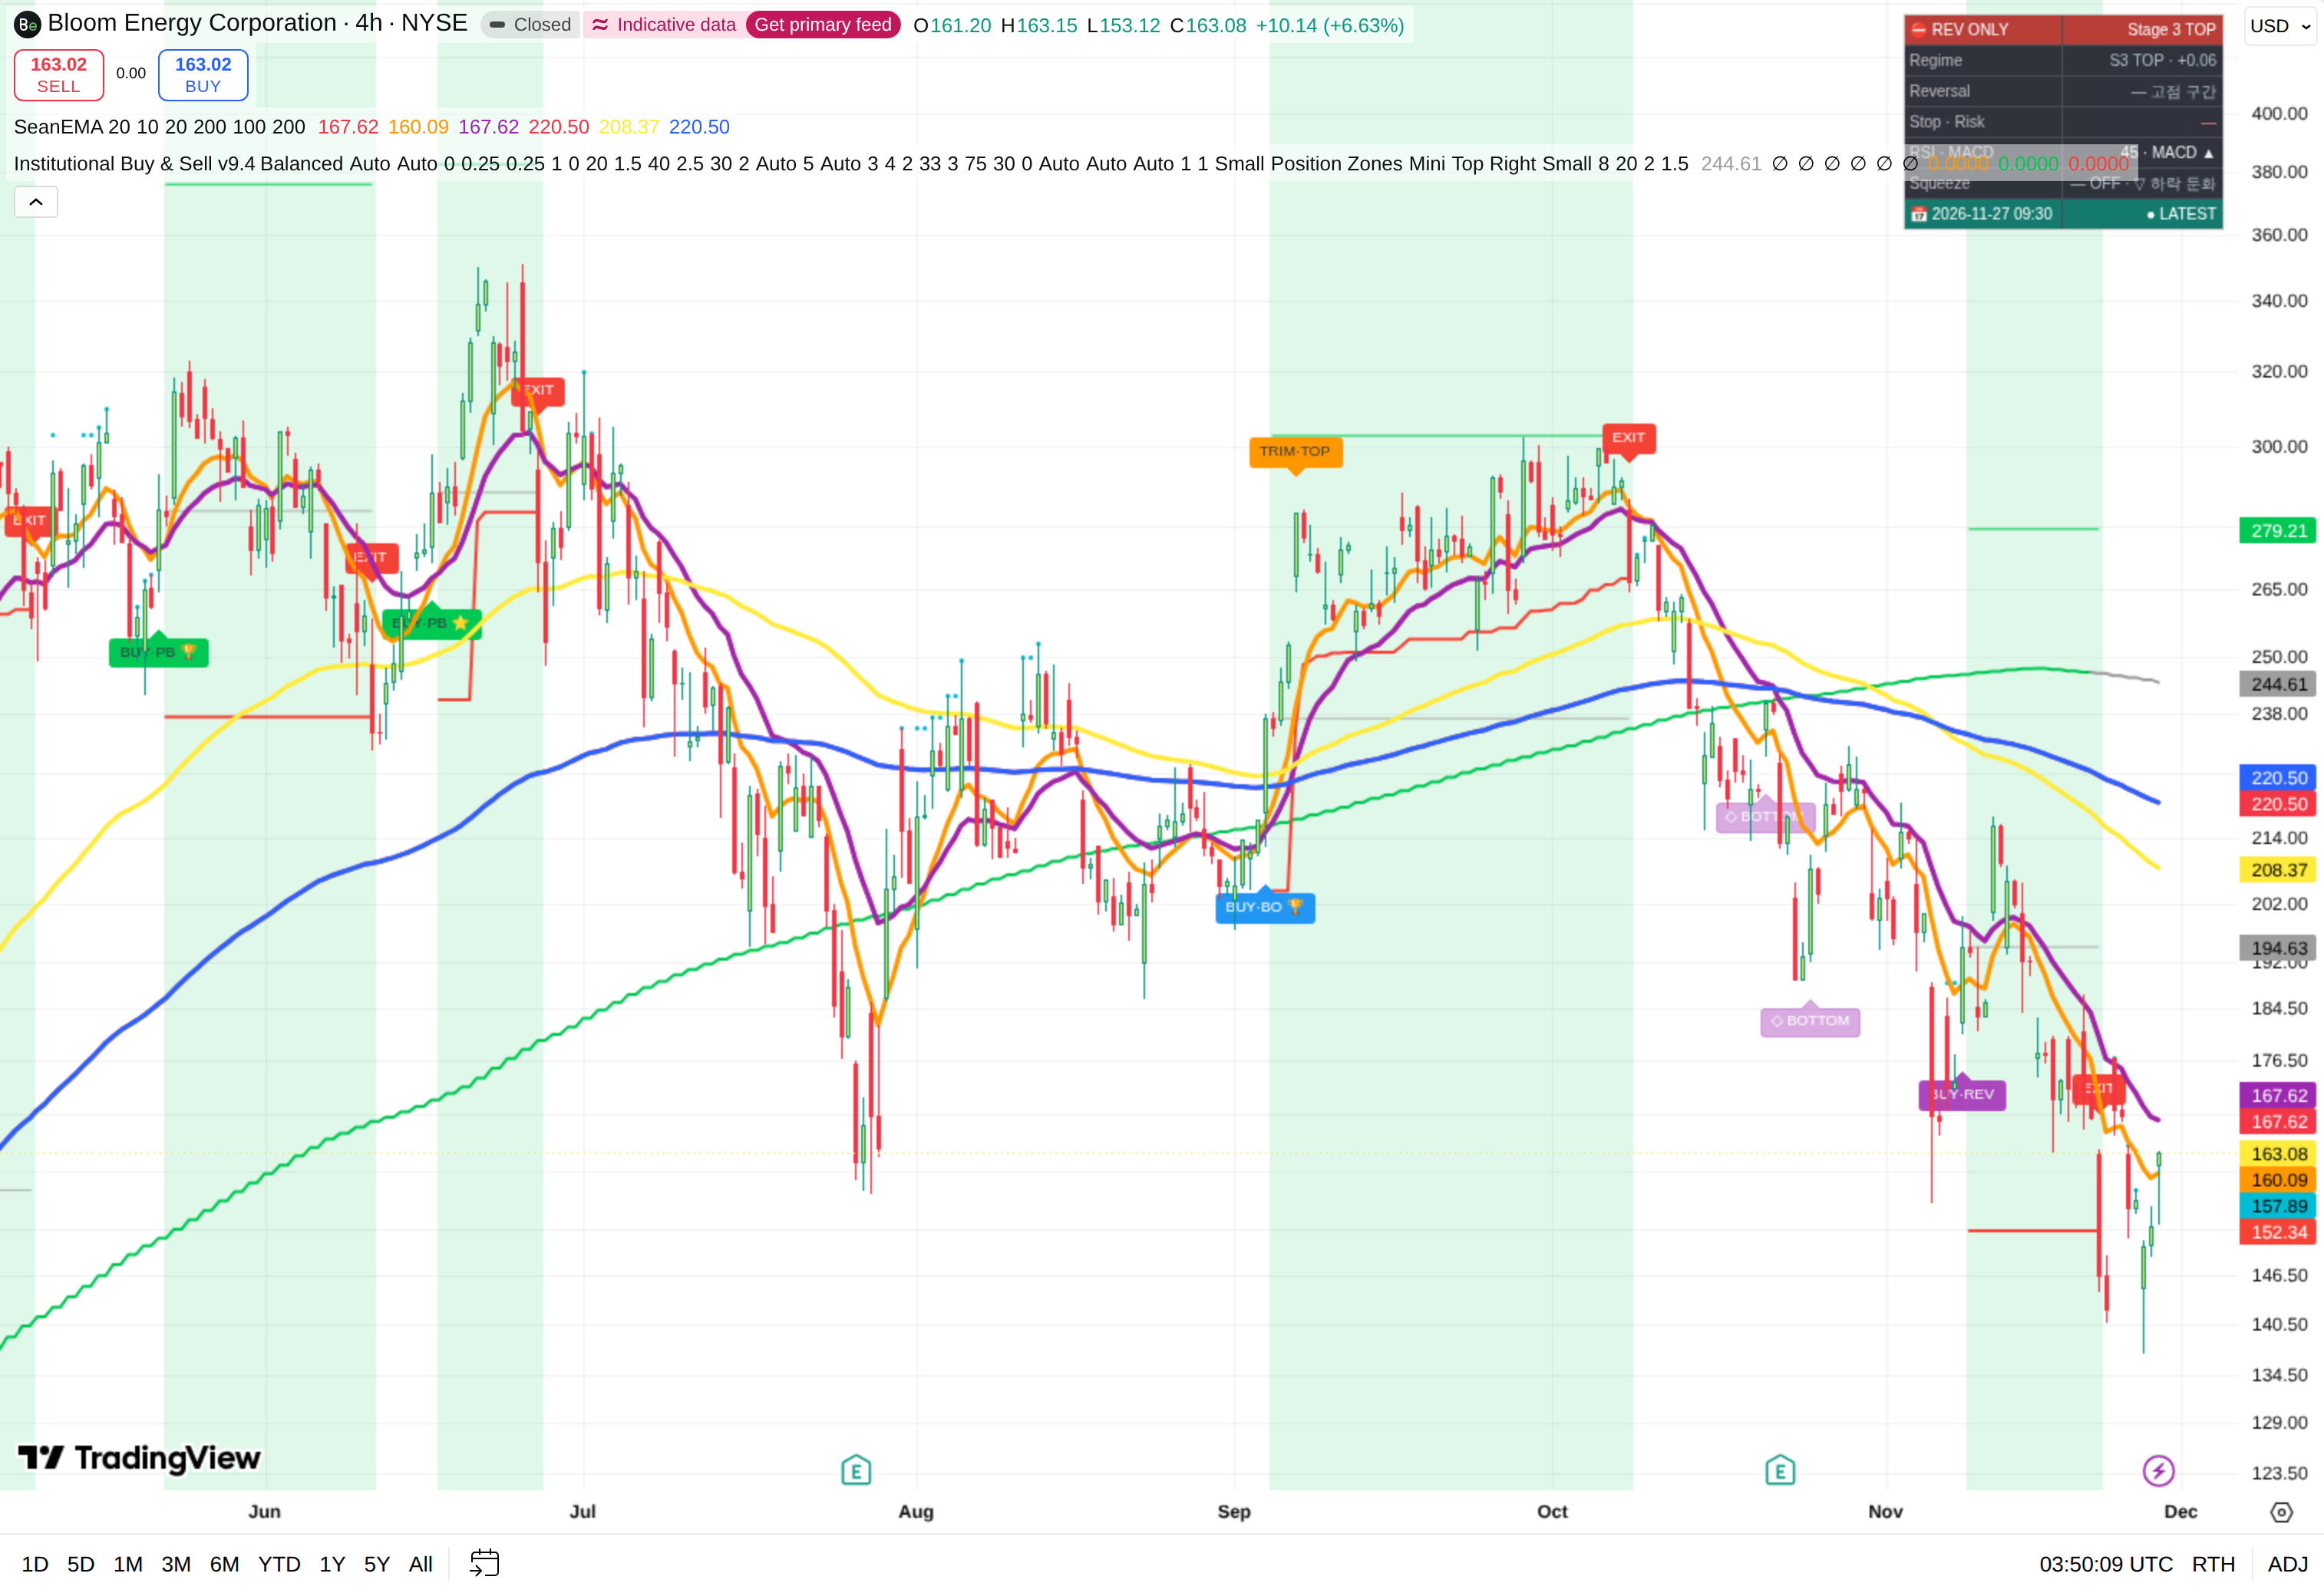 Be Bloom Energy Corporation · 4h · NYSE Closed Indicative data Get primary feed O161.20 H163.15 L153.12 C163.08 +10.14 (+6.63%)
163.02 SELL
0.00
163.02 BUY
SeanEMA 20 10 20 200 100 200 167.62 160.09 167.62 220.50 208.37 220.50
Institutional Buy & Sell v9.4 Balanced Auto Auto 0 0.25 0.25 1 0 20 1.5 40 2.5 30 2 Auto 5 Auto 3 4 2 33 3 75 30 0 Auto Auto Auto 1 1 Small Position Zones Mini Top Right Small 8 20 2 1.5 244.61 ∅ ∅ ∅ ∅ ∅ ∅ 0.0000 0.0000 0.0000
⛔ REV ONLY Stage 3 TOP
Regime S3 TOP · +0.06
Reversal — 고점 구간
Stop · Risk —
RSI · MACD 45 · MACD ▲
Squeeze — OFF · ▽ 하락 둔화
📅 2026-11-27 09:30 ● LATEST
USD
400.00
380.00
360.00
340.00
320.00
300.00
279.21
265.00
250.00
244.61
238.00
220.50
220.50
214.00
208.37
202.00
194.63
192.00
184.50
176.50
167.62
167.62
163.08
160.09
157.89
152.34
146.50
140.50
134.50
129.00
123.50
EXIT
BUY-PB 🏆
EXIT
BUY-PB ⭐
EXIT
TRIM-TOP
BUY-BO 🏆
EXIT
◇ BOTTOM
◇ BOTTOM
BUY-REV
EXIT
TradingView
E
E
Jun Jul Aug Sep Oct Nov Dec
1D 5D 1M 3M 6M YTD 1Y 5Y All
03:50:09 UTC RTH ADJ